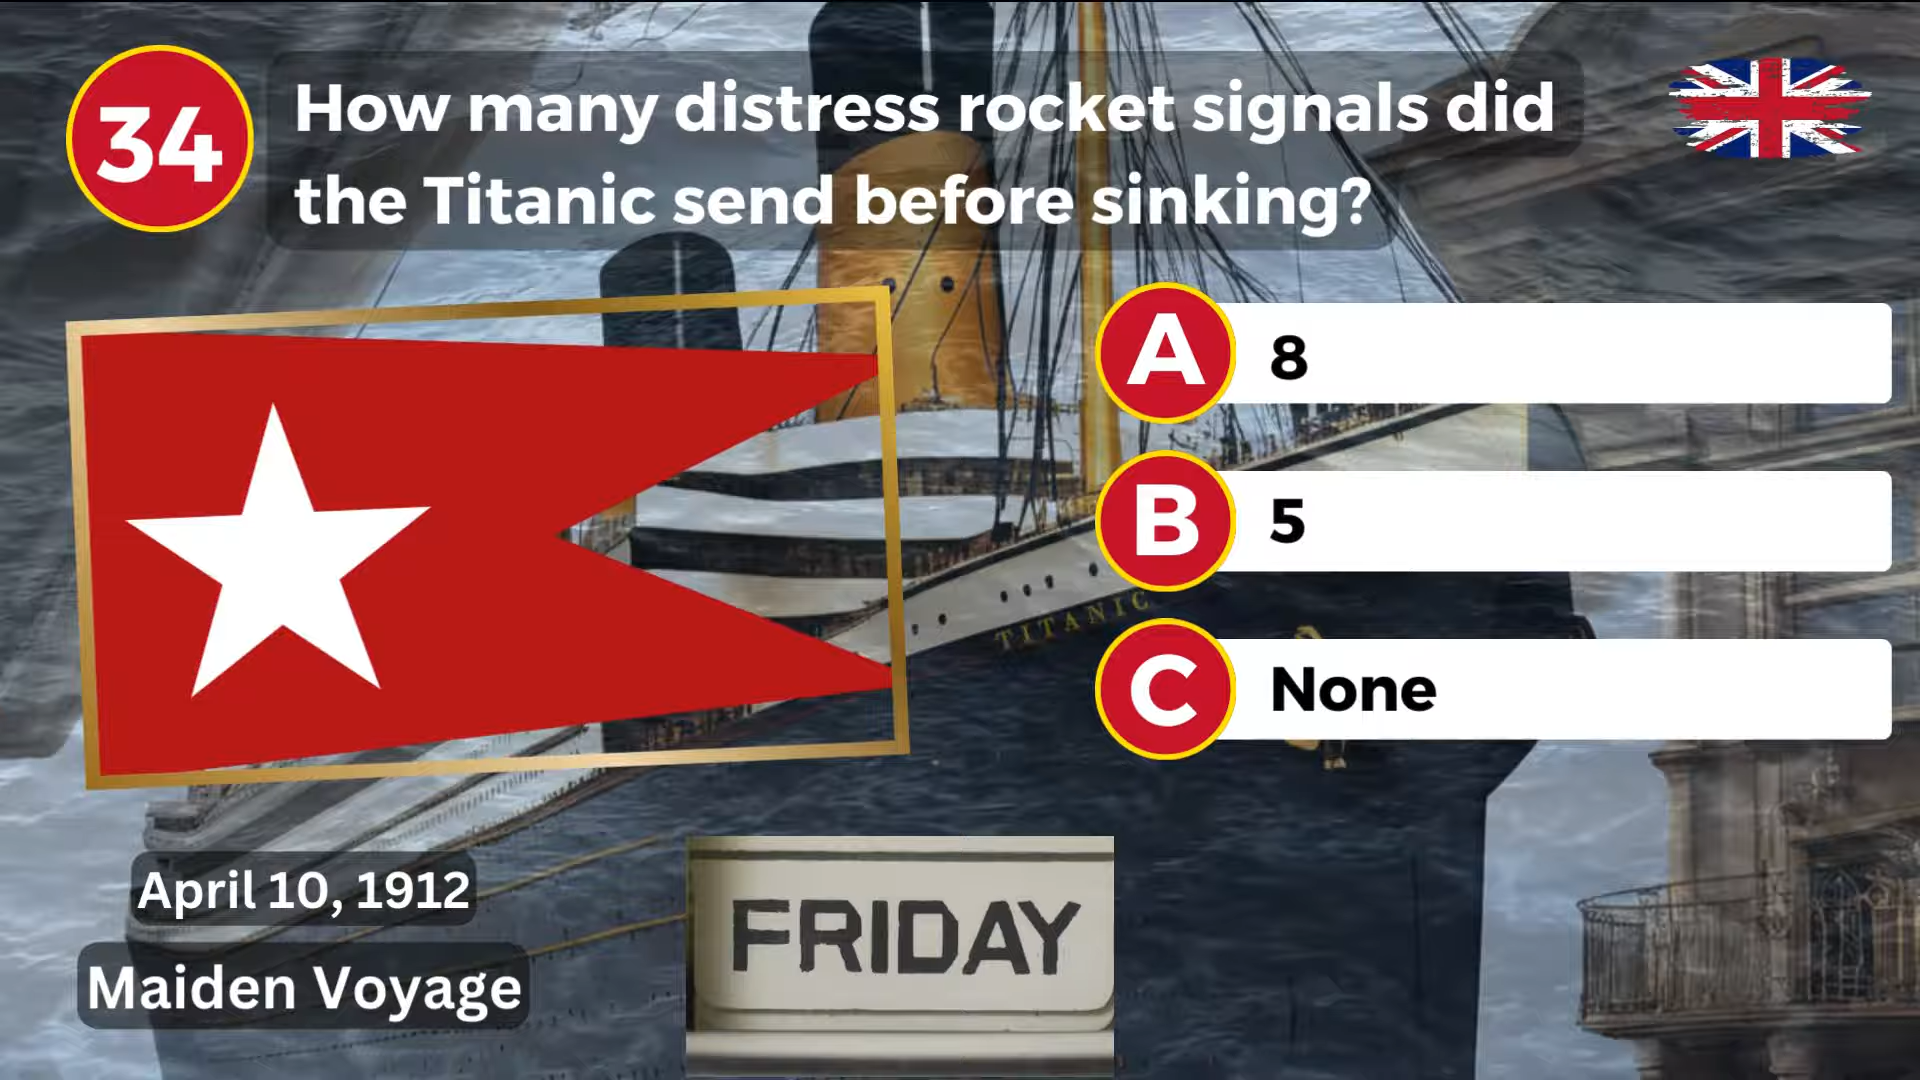 34
How many distress rocket signals did
the Titanic send before sinking?
A
8
B
5
C
None
TITANIC
April 10, 1912
Maiden Voyage
FRIDAY